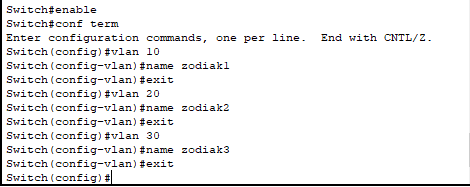 Switch#enable
Switch#conf term
Enter configuration commands, one per line.  End with CNTL/Z.
Switch(config)#vlan 10
Switch(config-vlan)#name zodiak1
Switch(config-vlan)#exit
Switch(config)#vlan 20
Switch(config-vlan)#name zodiak2
Switch(config-vlan)#exit
Switch(config)#vlan 30
Switch(config-vlan)#name zodiak3
Switch(config-vlan)#exit
Switch(config)#